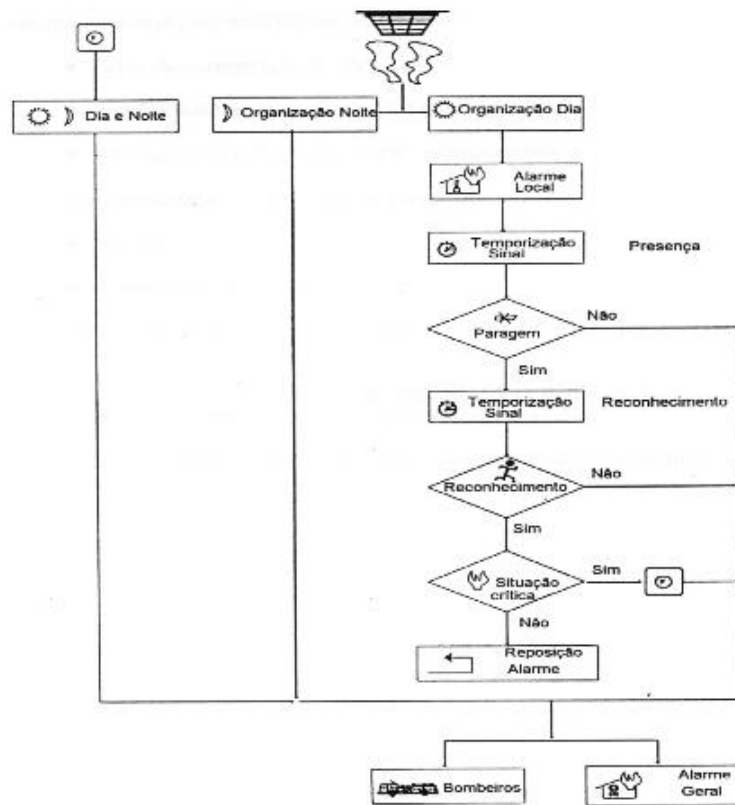 Dia e Noite
Organização Noite
Organização Dia
Alarme
Local
Temporização
Sinal
Presença
Não
Paragem
Sim
Temporização
Sinal
Reconhecimento
Não
Reconhecimento
Sim
Sim
Situação
crítica
Não
Reposição
Alarme
Bombeiros
Alarme
Geral